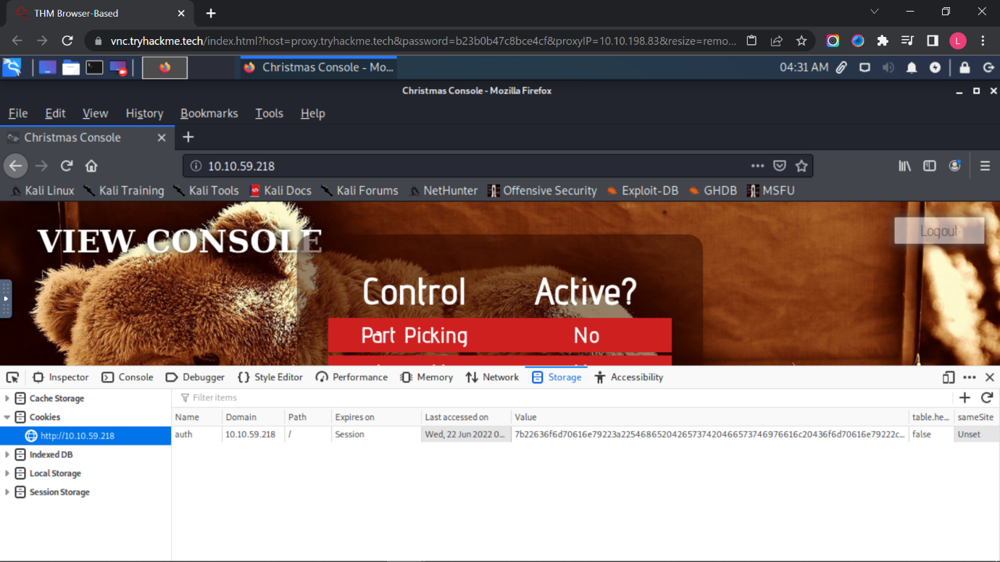 THM Browser-Based
vnc.tryhackme.tech/index.html?host=proxy.tryhackme.tech&password=b23b0b47c8bce4cf&proxyIP=10.10.198.83&resize=remo...
L
Christmas Console - Mo...
04:31 AM
Christmas Console - Mozilla Firefox
File Edit View History Bookmarks Tools Help
Christmas Console
10.10.59.218
Kali Linux Kali Training Kali Tools Kali Docs Kali Forums NetHunter Offensive Security Exploit-DB GHDB MSFU
VIEW CONSOLE
Logout
Control Active?
Part Picking No
Inspector Console Debugger Style Editor Performance Memory Network Storage Accessibility
Cache Storage
Filter items
Cookies
Name Domain Path Expires on Last accessed on Value table.he... sameSite
http://10.10.59.218
auth 10.10.59.218 / Session Wed, 22 Jun 2022 0... 7b22636f6d70616e79223a22546865204265737420466573746976616c20436f6d70616e79222c... false Unset
Indexed DB
Local Storage
Session Storage